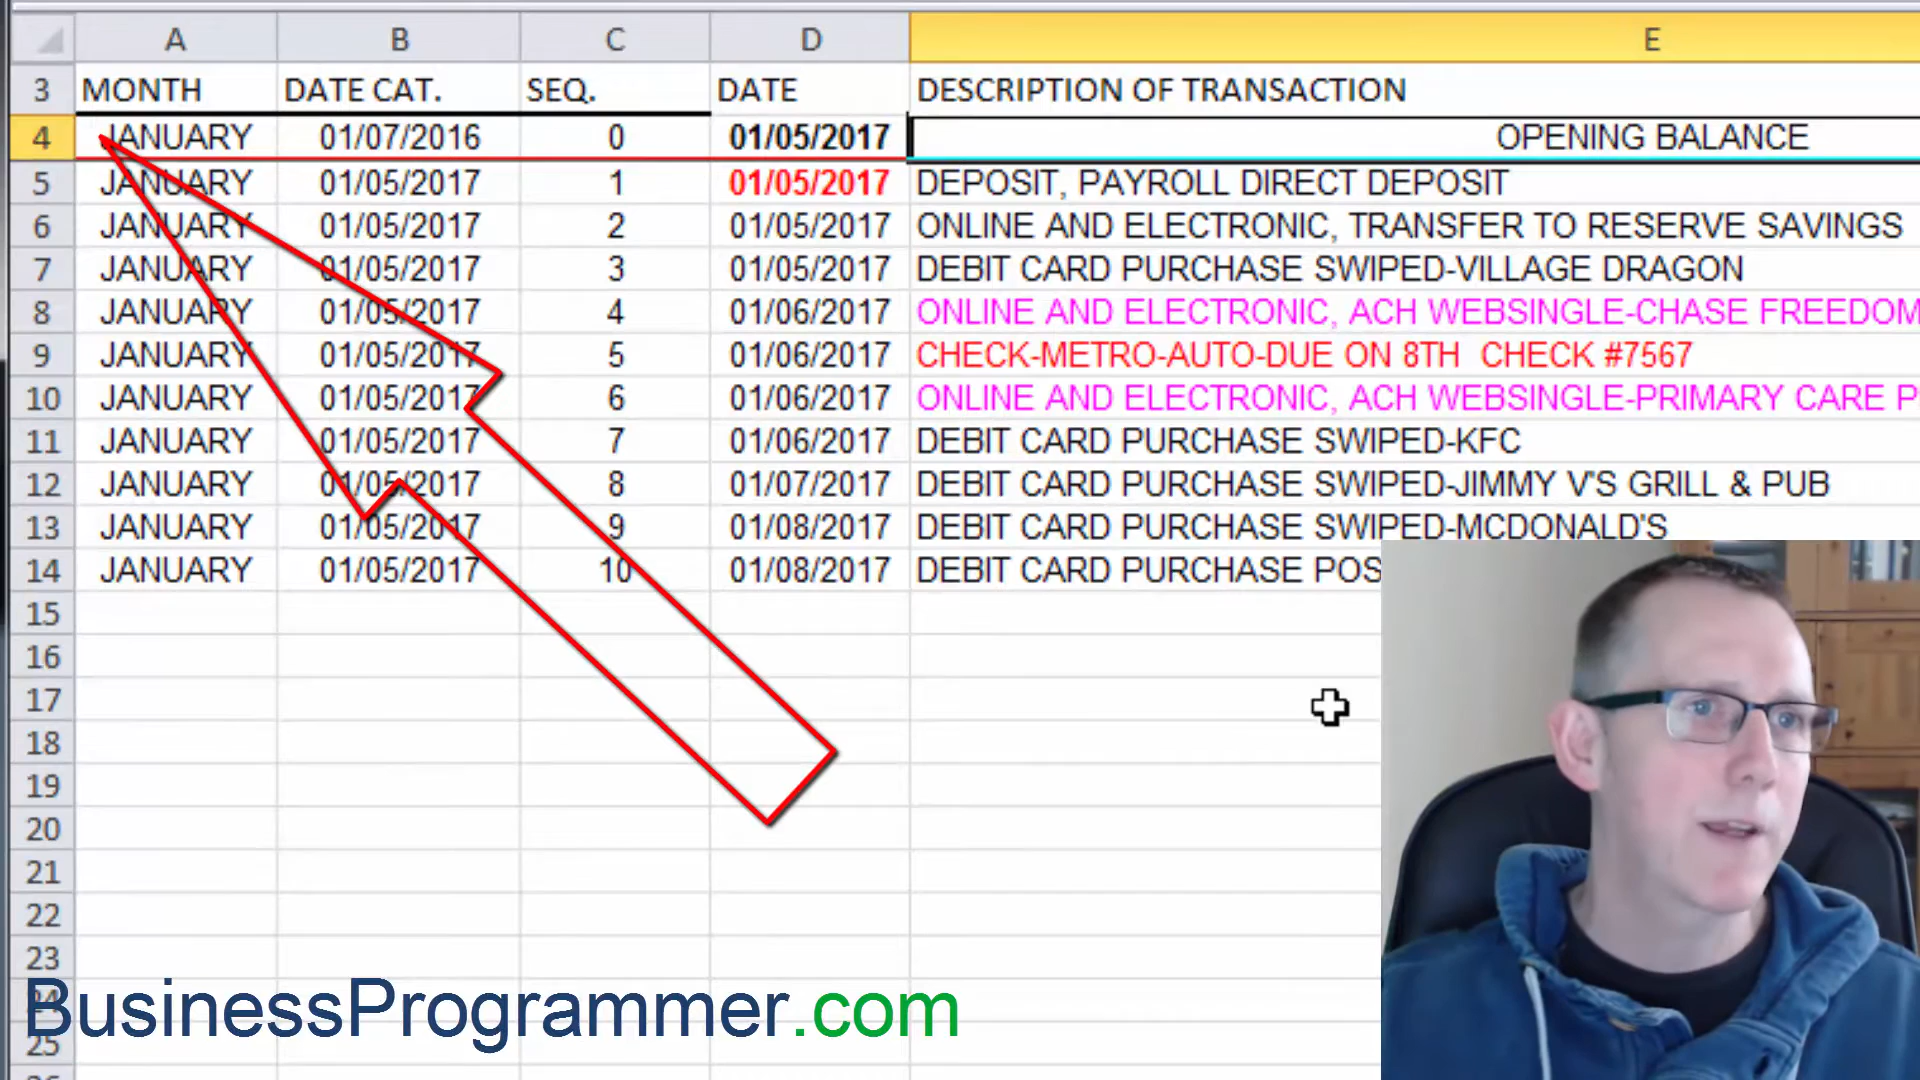 A B C D E
3 MONTH DATE CAT. SEQ. DATE DESCRIPTION OF TRANSACTION
4 JANUARY 01/07/2016 0 01/05/2017 OPENING BALANCE
5 JANUARY 01/05/2017 1 01/05/2017 DEPOSIT, PAYROLL DIRECT DEPOSIT
6 JANUARY 01/05/2017 2 01/05/2017 ONLINE AND ELECTRONIC, TRANSFER TO RESERVE SAVINGS
7 JANUARY 01/05/2017 3 01/05/2017 DEBIT CARD PURCHASE SWIPED-VILLAGE DRAGON
8 JANUARY 01/05/2017 4 01/06/2017 ONLINE AND ELECTRONIC, ACH WEBSINGLE-CHASE FREEDOM
9 JANUARY 01/05/2017 5 01/06/2017 CHECK-METRO-AUTO-DUE ON 8TH CHECK #7567
10 JANUARY 01/05/2017 6 01/06/2017 ONLINE AND ELECTRONIC, ACH WEBSINGLE-PRIMARY CARE P
11 JANUARY 01/05/2017 7 01/06/2017 DEBIT CARD PURCHASE SWIPED-KFC
12 JANUARY 01/05/2017 8 01/07/2017 DEBIT CARD PURCHASE SWIPED-JIMMY V'S GRILL & PUB
13 JANUARY 01/05/2017 9 01/08/2017 DEBIT CARD PURCHASE SWIPED-MCDONALD'S
14 JANUARY 01/05/2017 10 01/08/2017 DEBIT CARD PURCHASE POS
15
16
17
18
19
20
21
22
23
24
BusinessProgrammer.com
25